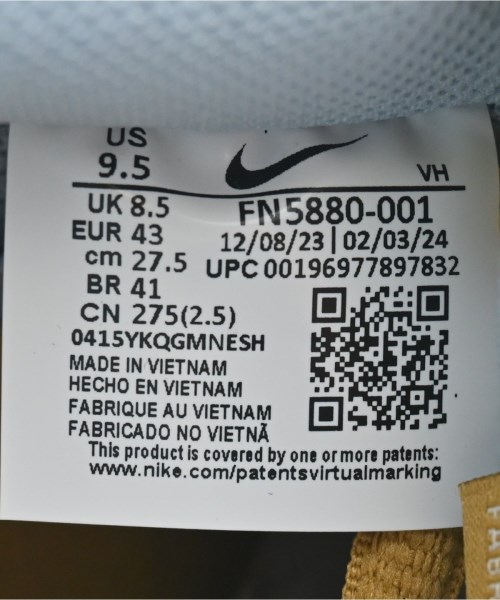 US
9.5
VH
UK 8.5
FN5880-001
EUR 43
12/08/23 | 02/03/24
cm 27.5
UPC 00196977897832
BR 41
CN 275(2.5)
0415YKQGMNESH
MADE IN VIETNAM
HECHO EN VIETNAM
FABRIQUE AU VIETNAM
FABRICADO NO VIETNÃ
This product is covered by one or more patents:
www.nike.com/patentsvirtualmarking